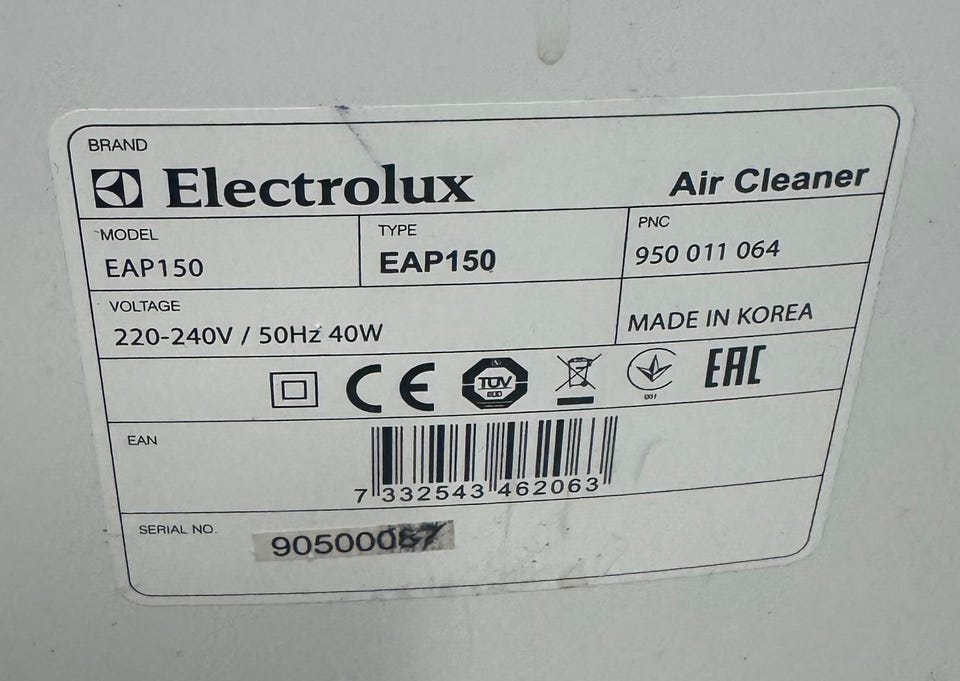 BRAND
Electrolux
Air Cleaner
MODEL
EAP150
TYPE
EAP150
PNC
950 011 064
VOLTAGE
220-240V / 50Hz 40W
MADE IN KOREA
CE
TÜV
EAC
EAN
7 332543 462063
SERIAL NO.